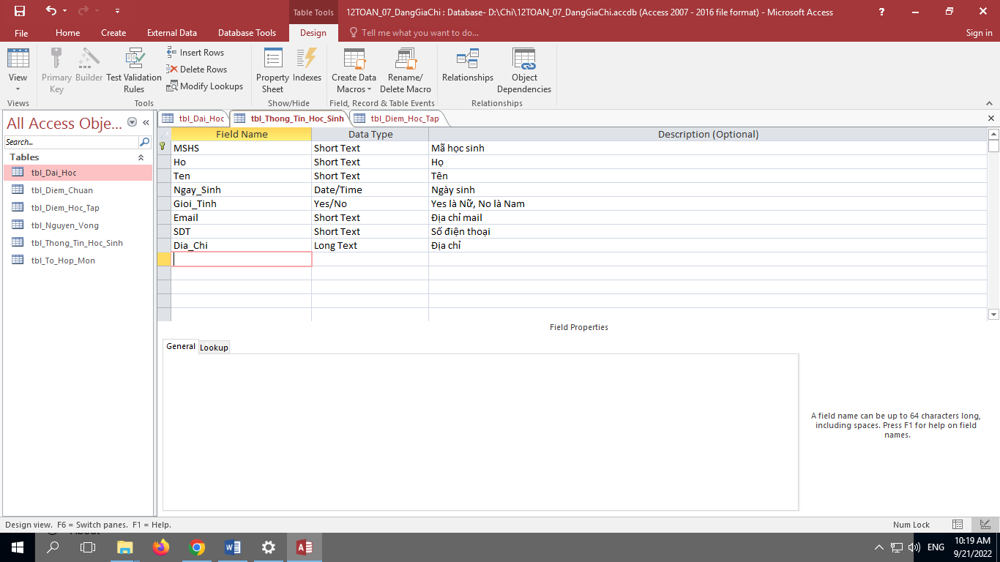 Table Tools
12TOAN_07_DangGiaChi : Database- D:\Chi\12TOAN_07_DangGiaChi.accdb (Access 2007 - 2016 file format) - Microsoft Access
?
File Home Create External Data Database Tools Design Tell me what you want to do... Sign in
View
Primary Key
Builder
Test Validation Rules
Insert Rows
Delete Rows
Modify Lookups
Property Sheet
Indexes
Create Data Macros
Rename/ Delete Macro
Relationships
Object Dependencies
Views Tools Show/Hide Field, Record & Table Events Relationships
All Access Obje...
Search...
Tables
tbl_Dai_Hoc
tbl_Diem_Chuan
tbl_Diem_Hoc_Tap
tbl_Nguyen_Vong
tbl_Thong_Tin_Hoc_Sinh
tbl_To_Hop_Mon
tbl_Dai_Hoc tbl_Thong_Tin_Hoc_Sinh tbl_Diem_Hoc_Tap
Field Name Data Type Description (Optional)
MSHS Short Text Mã học sinh
Ho Short Text Họ
Ten Short Text Tên
Ngay_Sinh Date/Time Ngày sinh
Gioi_Tinh Yes/No Yes là Nữ, No là Nam
Email Short Text Địa chỉ mail
SDT Short Text Số điện thoại
Dia_Chi Long Text Địa chỉ
Field Properties
General Lookup
A field name can be up to 64 characters long,
including spaces. Press F1 for help on field
names.
Design view. F6 = Switch panes. F1 = Help.
Num Lock
ENG
10:19 AM
9/21/2022